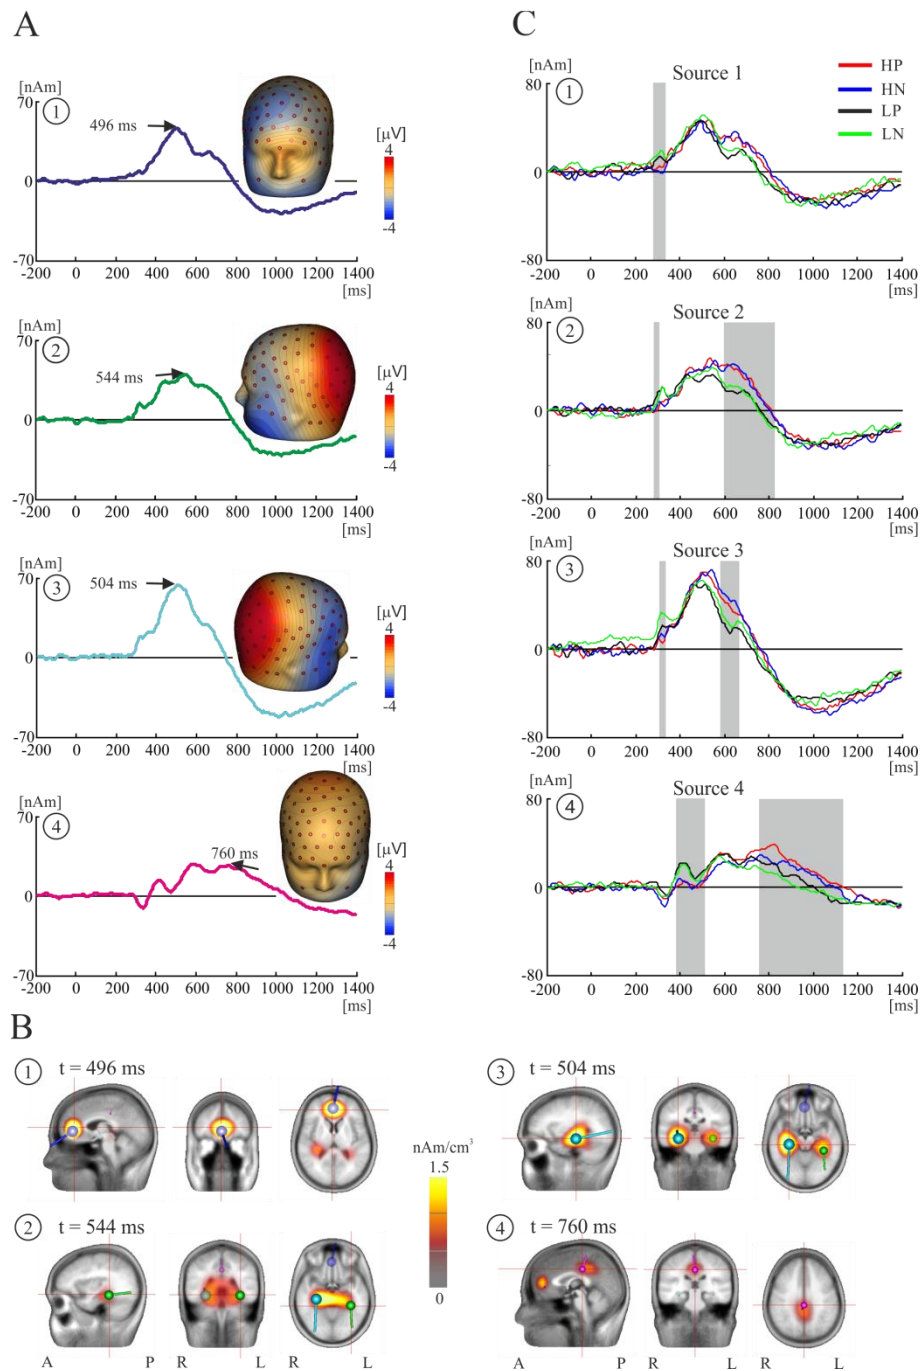 A
[nAm]
70
1
496 ms
[μV]
4
-4
0
-70
-200 0 200 400 600 800 1000 1200 1400
[ms]
[nAm]
70
2
544 ms
[μV]
4
-4
0
-70
-200 0 200 400 600 800 1000 1200 1400
[ms]
[nAm]
70
3
504 ms
[μV]
4
-4
0
-70
-200 0 200 400 600 800 1000 1200 1400
[ms]
[nAm]
70
4
760 ms
[μV]
4
-4
0
-70
-200 0 200 400 600 800 1000 1200 1400
[ms]
C
[nAm]
80
1
Source 1
HP
HN
LP
LN
0
-80
-200 0 200 400 600 800 1000 1200 1400
[ms]
[nAm]
80
2
Source 2
0
-80
-200 0 200 400 600 800 1000 1200 1400
[ms]
[nAm]
80
3
Source 3
0
-80
-200 0 200 400 600 800 1000 1200 1400
[ms]
[nAm]
80
4
Source 4
0
-80
-200 0 200 400 600 800 1000 1200 1400
[ms]
B
1 t = 496 ms
2 t = 544 ms
A P R L R L
nAm/cm³
1.5
0
3 t = 504 ms
4 t = 760 ms
A P R L R L